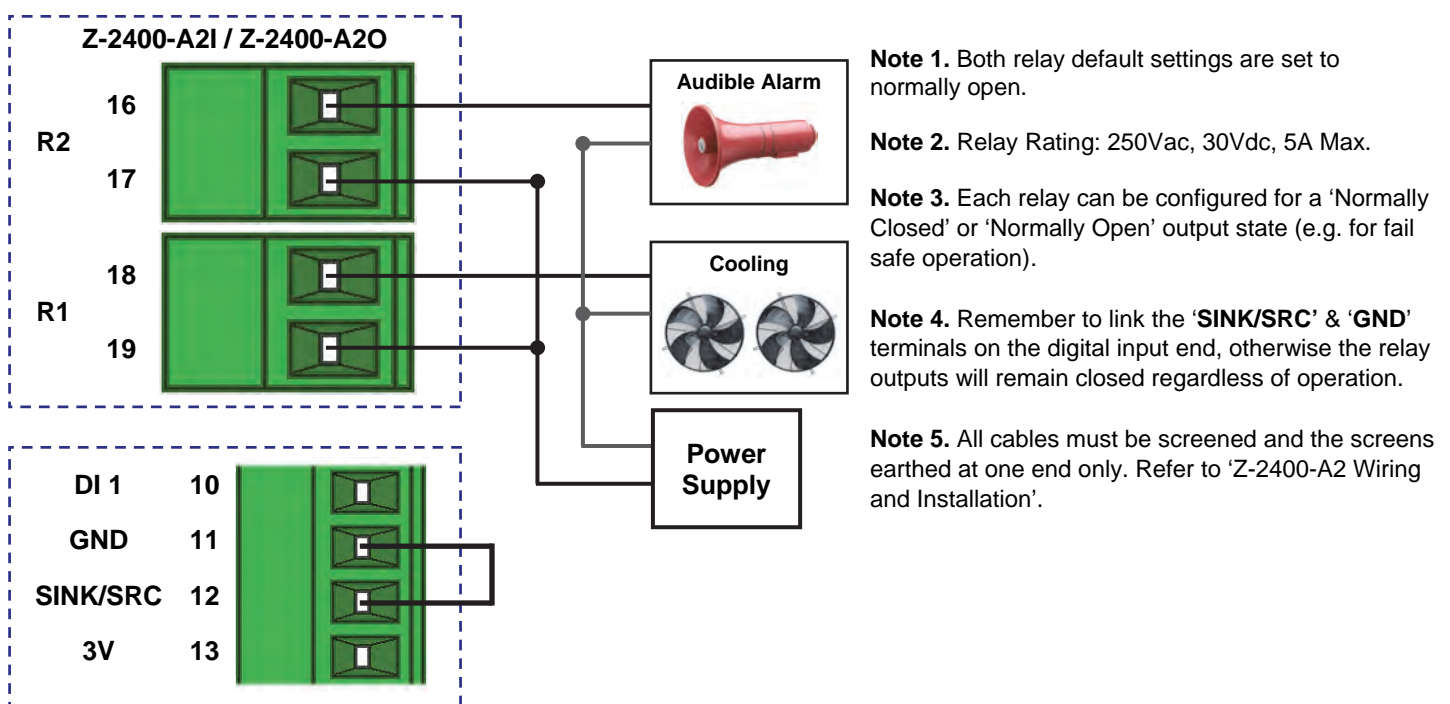 Z-2400-A2I / Z-2400-A2O
16
R2
17
18
R1
19
Audible Alarm
Cooling
Power
Supply
DI 1 10
GND 11
SINK/SRC 12
3V 13
Note 1. Both relay default settings are set to
normally open.
Note 2. Relay Rating: 250Vac, 30Vdc, 5A Max.
Note 3. Each relay can be configured for a ‘Normally
Closed’ or ‘Normally Open’ output state (e.g. for fail
safe operation).
Note 4. Remember to link the ‘SINK/SRC’ & ‘GND’
terminals on the digital input end, otherwise the relay
outputs will remain closed regardless of operation.
Note 5. All cables must be screened and the screens
earthed at one end only. Refer to ‘Z-2400-A2 Wiring
and Installation’.